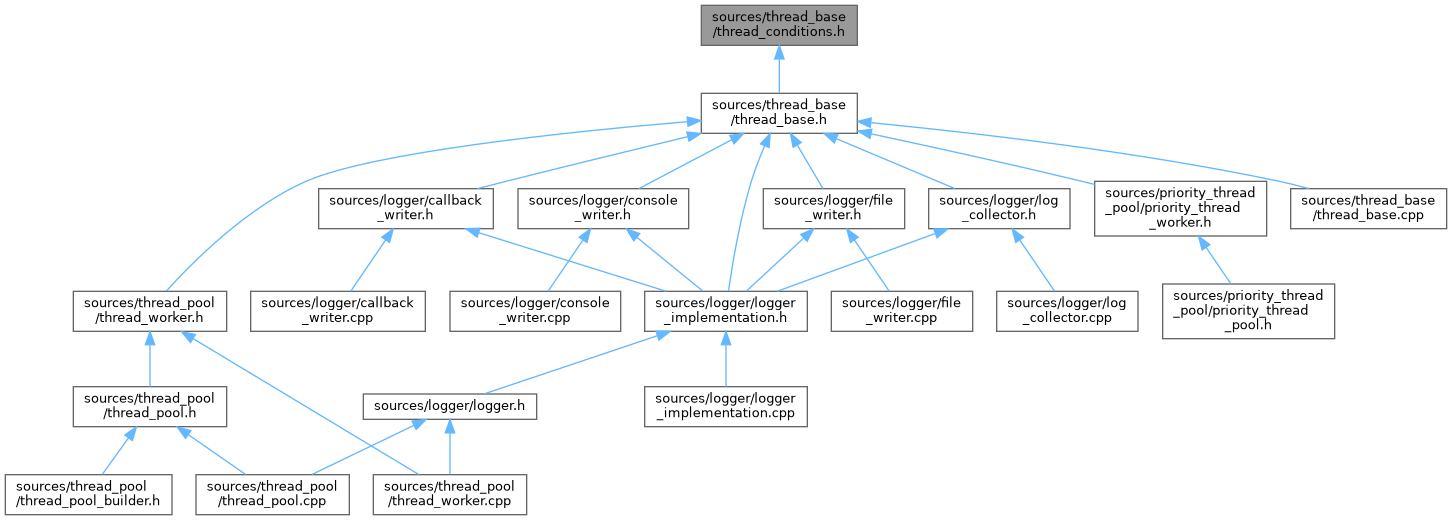 sources/thread_base
/thread_conditions.h
sources/thread_base
/thread_base.h
sources/logger/callback
_writer.h
sources/logger/console
_writer.h
sources/logger/file
_writer.h
sources/logger/log
_collector.h
sources/priority_thread
_pool/priority_thread
_worker.h
sources/thread_base
/thread_base.cpp
sources/thread_pool
/thread_worker.h
sources/logger/callback
_writer.cpp
sources/logger/console
_writer.cpp
sources/logger/logger
_implementation.h
sources/logger/file
_writer.cpp
sources/logger/log
_collector.cpp
sources/priority_thread
_pool/priority_thread
_pool.h
sources/thread_pool
/thread_pool.h
sources/logger/logger.h
sources/logger/logger
_implementation.cpp
sources/thread_pool
/thread_pool_builder.h
sources/thread_pool
/thread_pool.cpp
sources/thread_pool
/thread_worker.cpp